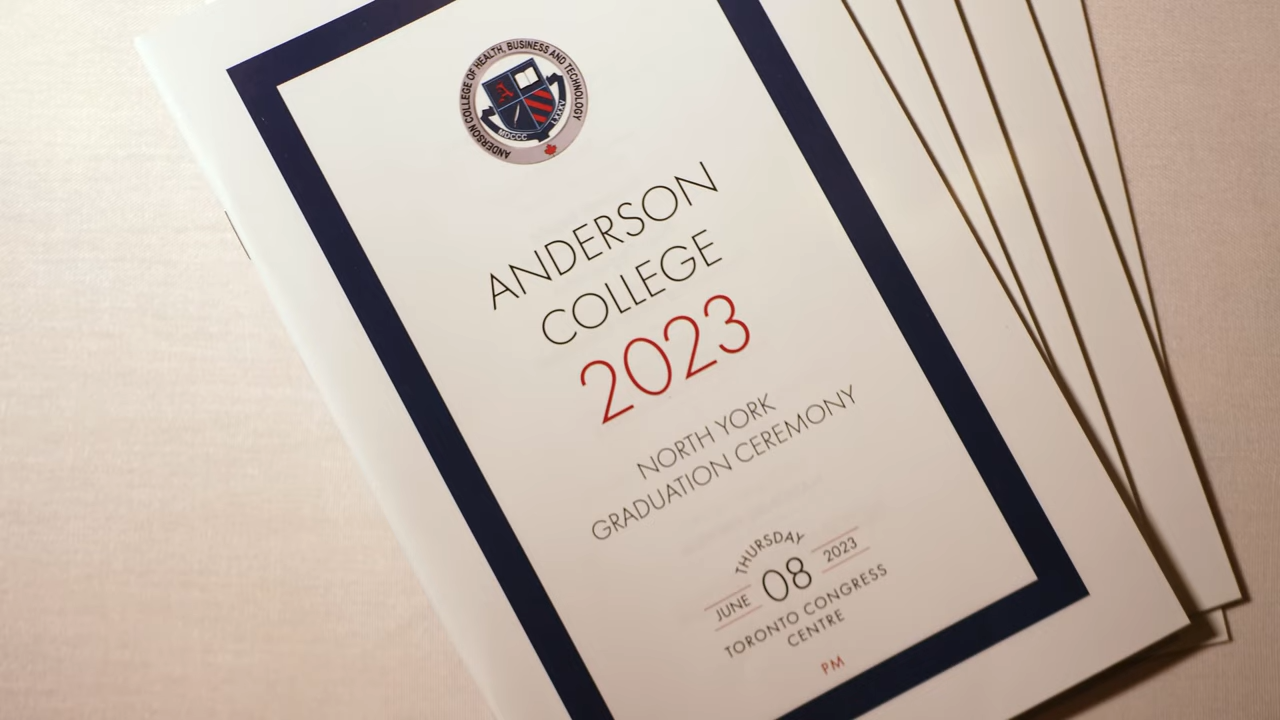 ANDERSON COLLEGE OF HEALTH, BUSINESS AND TECHNOLOGY
MDCCC LXXXV
ANDERSON
COLLEGE
2023
NORTH YORK
GRADUATION CEREMONY
THURSDAY
JUNE 08 2023
TORONTO CONGRESS
CENTRE
PM